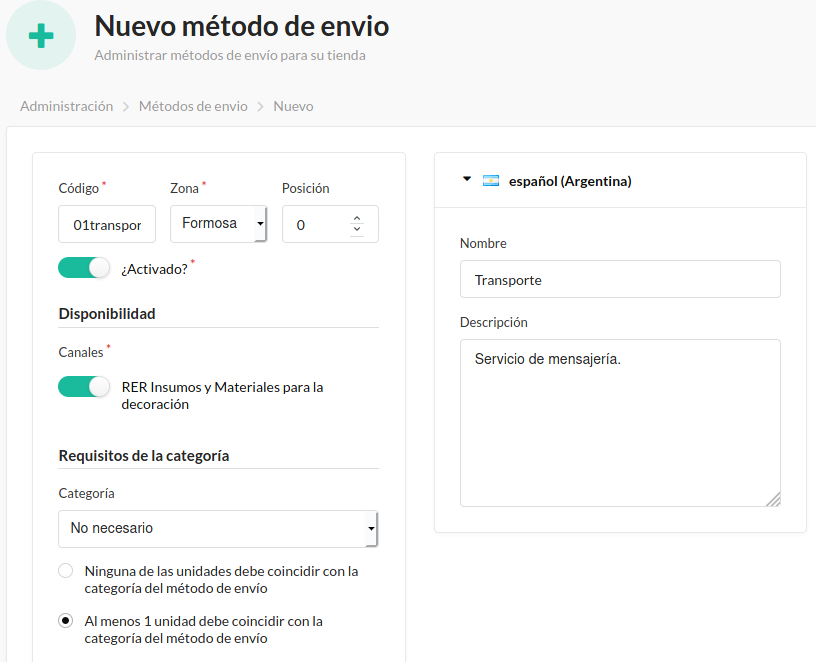 Nuevo método de envio
Administrar métodos de envío para su tienda
Administración > Métodos de envio > Nuevo
Código *
Zona *
Posición
01transpor
Formosa
0
¿Activado? *
Disponibilidad
Canales *
RER Insumos y Materiales para la
decoración
Requisitos de la categoría
Categoría
No necesario
Ninguna de las unidades debe coincidir con la
categoría del método de envío
Al menos 1 unidad debe coincidir con la
categoría del método de envío
español (Argentina)
Nombre
Transporte
Descripción
Servicio de mensajería.